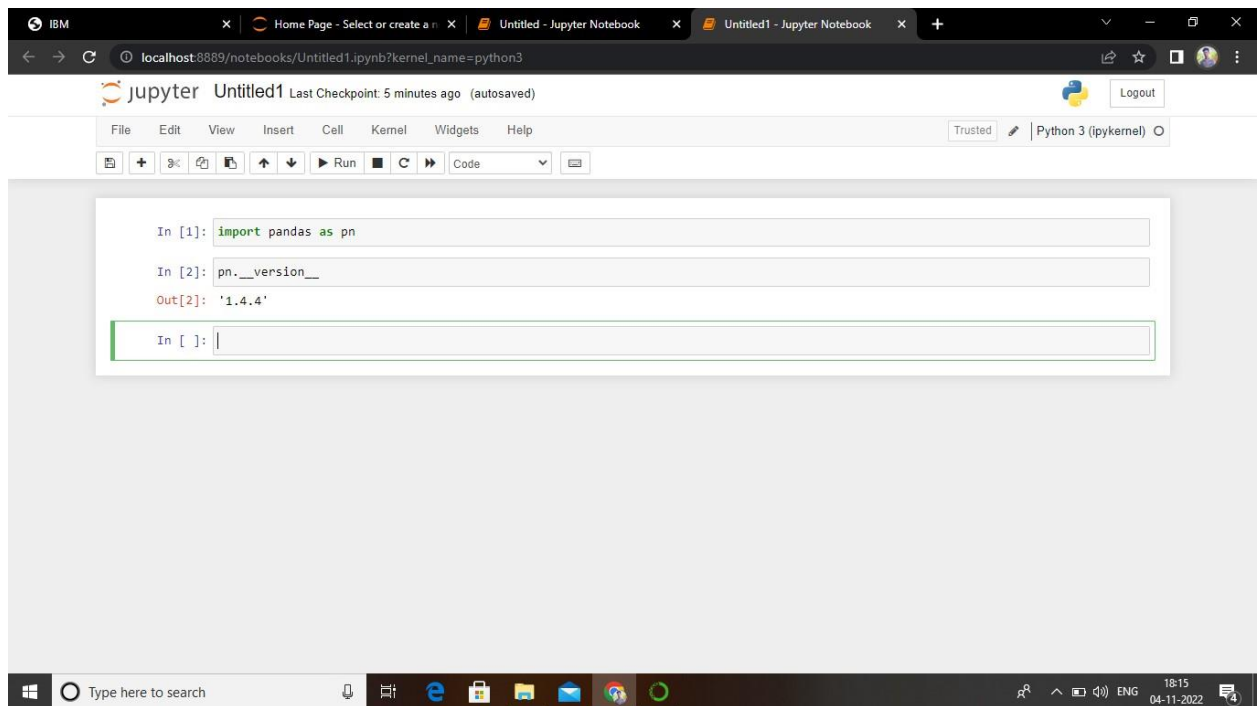 IBM
Home Page - Select or create a n
Untitled - Jupyter Notebook
Untitled1 - Jupyter Notebook
localhost:8889/notebooks/Untitled1.ipynb?kernel_name=python3
jupyter Untitled1 Last Checkpoint: 5 minutes ago (autosaved)
Logout
File Edit View Insert Cell Kernel Widgets Help
Trusted
Python 3 (ipykernel)
Run
Code
In [1]: import pandas as pn
In [2]: pn.__version__
Out[2]: '1.4.4'
In [ ]:
Type here to search
ENG
18:15
04-11-2022
4